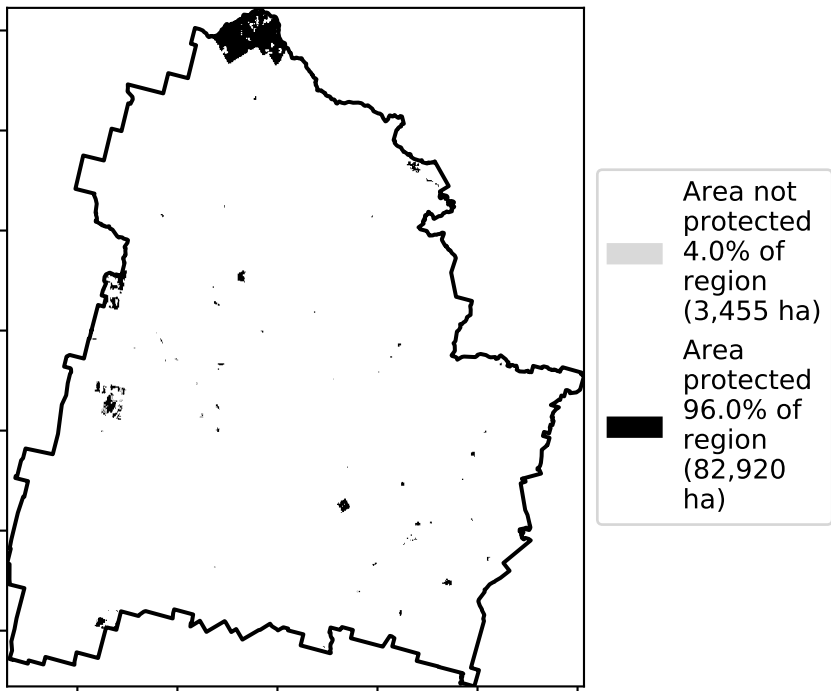 Area not
protected
4.0% of
region
(3,455 ha)
Area
protected
96.0% of
region
(82,920
ha)